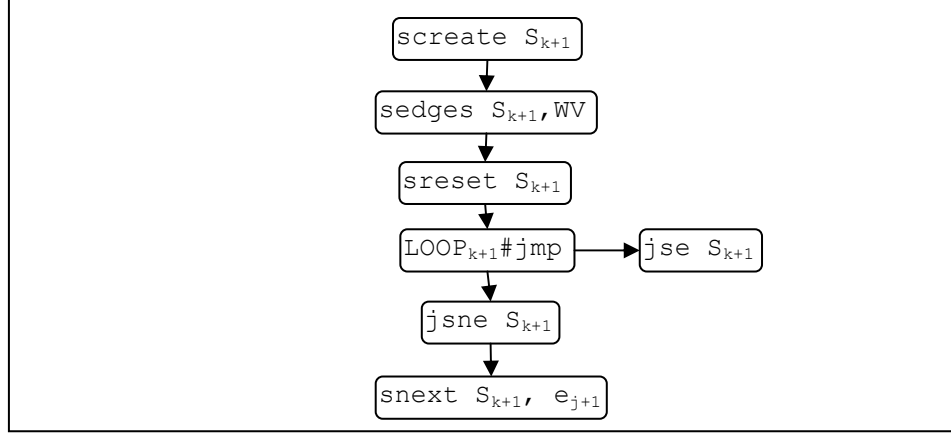 screate Sk+1
sedges Sk+1,WV
sreset Sk+1
LOOPk+1#jmp
jse Sk+1
jsne Sk+1
snext Sk+1, ej+1